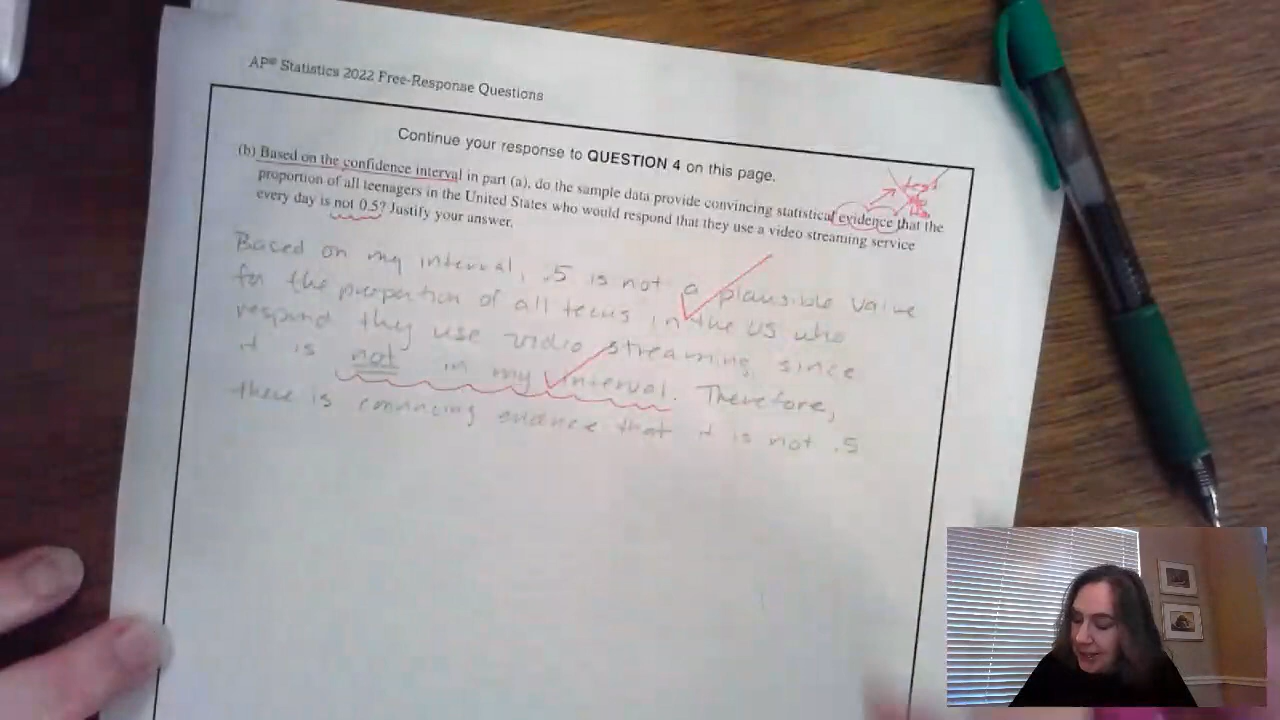 AP® Statistics 2022 Free-Response Questions
Continue your response to QUESTION 4 on this page.
(b) Based on the confidence interval in part (a), do the sample data provide convincing statistical evidence that the
proportion of all teenagers in the United States who would respond that they use a video streaming service
every day is not 0.5? Justify your answer.
test
Based on my interval, .5 is not a plausible value
for the proportion of all teens in the US who
respond they use video streaming, since
it is not in my interval. Therefore,
there is convincing evidence that it is not .5